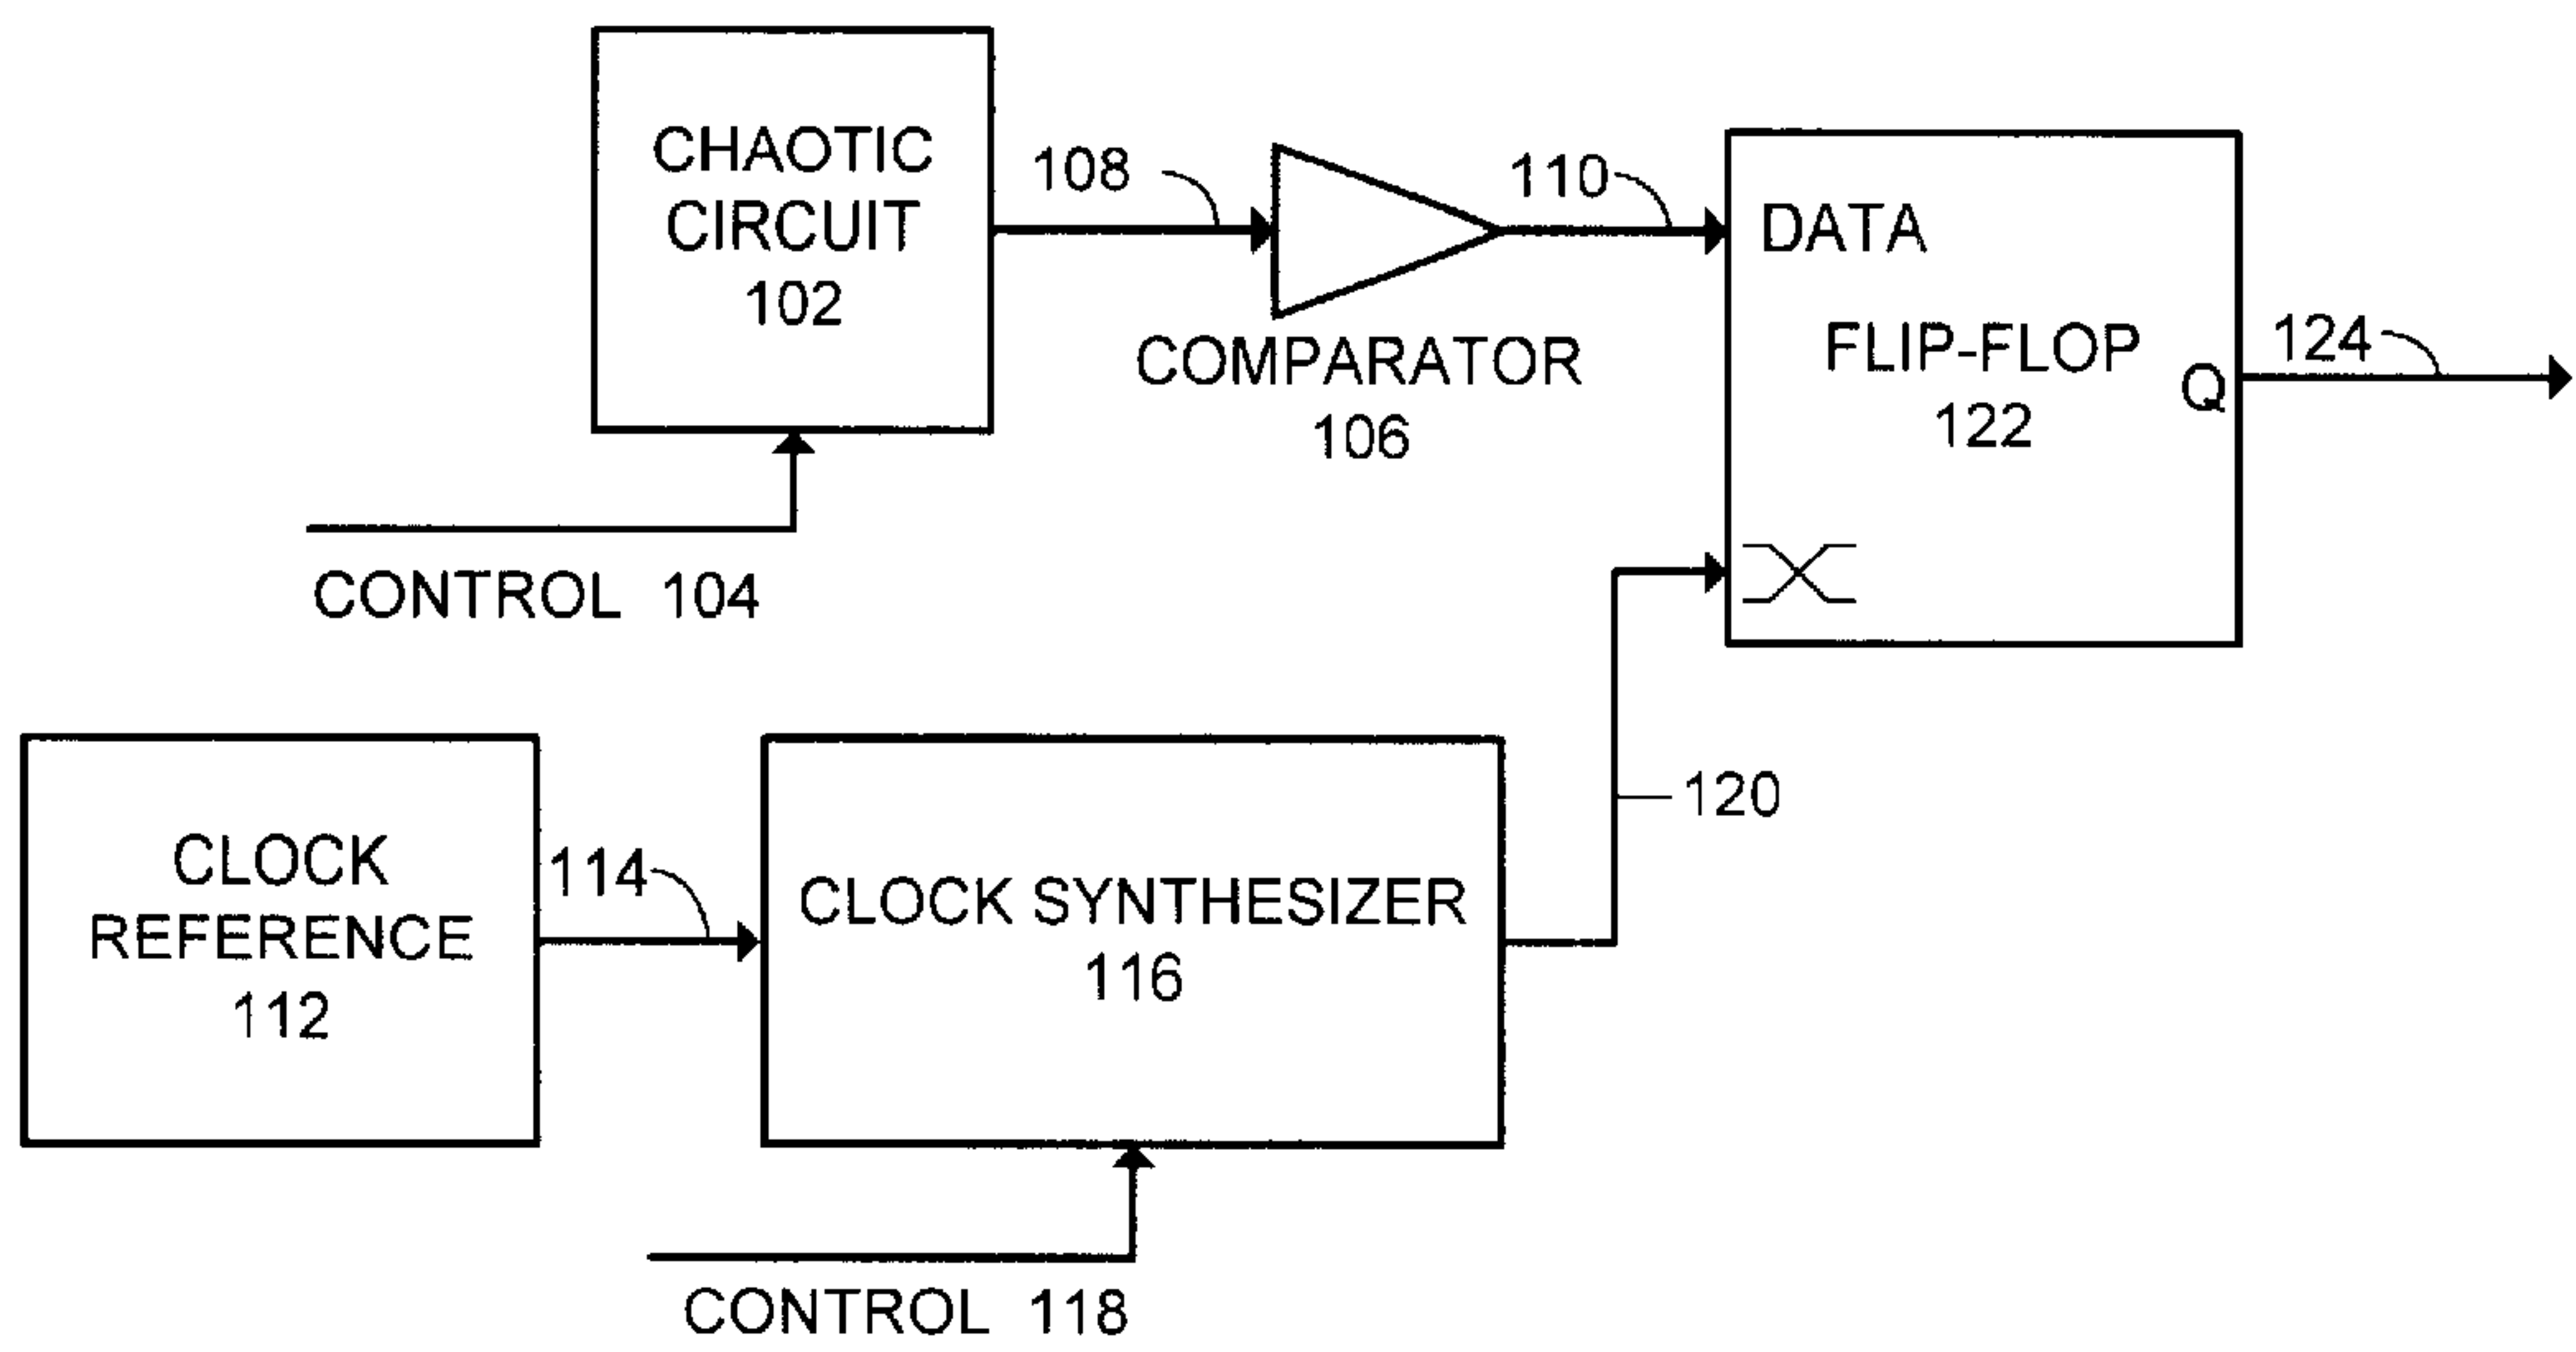 CHAOTIC
CIRCUIT
102
108
110
DATA
FLIP-FLOP
122
Q
124
COMPARATOR
106
CONTROL 104
120
CLOCK
REFERENCE
112
114
CLOCK SYNTHESIZER
116
CONTROL 118